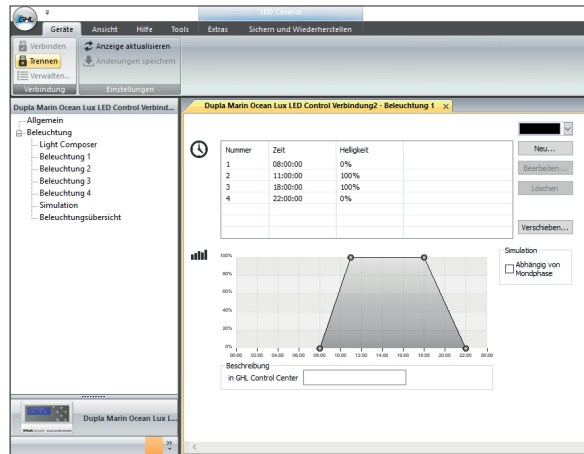 LED Control
GHL
Geräte Ansicht Hilfe Tools Extras Sichern und Wiederherstellen
Verbinden
Trennen
Verwalten...
Verbindung
Anzeige aktualisieren
Änderungen speichern
Einstellungen
Dupla Marin Ocean Lux LED Control Verbind...
Allgemein
Beleuchtung
Light Composer
Beleuchtung 1
Beleuchtung 2
Beleuchtung 3
Beleuchtung 4
Simulation
Beleuchtungsübersicht
Dupla Marin Ocean Lux L...
Dupla Marin Ocean Lux LED Control Verbindung2 - Beleuchtung 1 x
Nummer Zeit Helligkeit
1 08:00:00 0%
2 11:00:00 100%
3 18:00:00 100%
4 22:00:00 0%
Neu...
Bearbeiten...
Löschen
Verschieben...
100%
80%
60%
40%
20%
0%
00:00 02:00 04:00 06:00 08:00 10:00 12:00 14:00 16:00 18:00 20:00 22:00 00:00
Simulation
Abhängig von
Mondphase
Beschreibung
in GHL Control Center